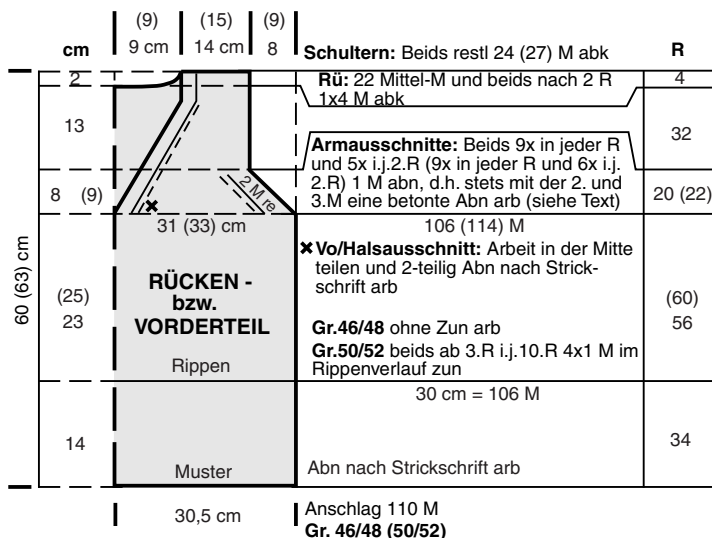 (9) (15) (9)
cm 9 cm 14 cm 8 Schultern: Beids restl 24 (27) M abk R
2 Rü: 22 Mittel-M und beids nach 2 R 4
1x4 M abk
13 32
Armausschnitte: Beids 9x in jeder R
und 5x i.j.2.R (9x in jeder R und 6x i.j.
2.R) 1 M abn, d.h. stets mit der 2. und
3.M eine betonte Abn arb (siehe Text)
8 (9) 2 M re 20 (22)
31 (33) cm 106 (114) M
Vo/Halsausschnitt: Arbeit in der Mitte
teilen und 2-teilig Abn nach Strick-
schrift arb
60 (63) cm
(25) (60)
23 56
RÜCKEN -
bzw.
VORDERTEIL
Gr.46/48 ohne Zun arb
Gr.50/52 beids ab 3.R i.j.10.R 4x1 M im
Rippenverlauf zun
Rippen
30 cm = 106 M
14 34
Muster Abn nach Strickschrift arb
30,5 cm Anschlag 110 M
Gr. 46/48 (50/52)